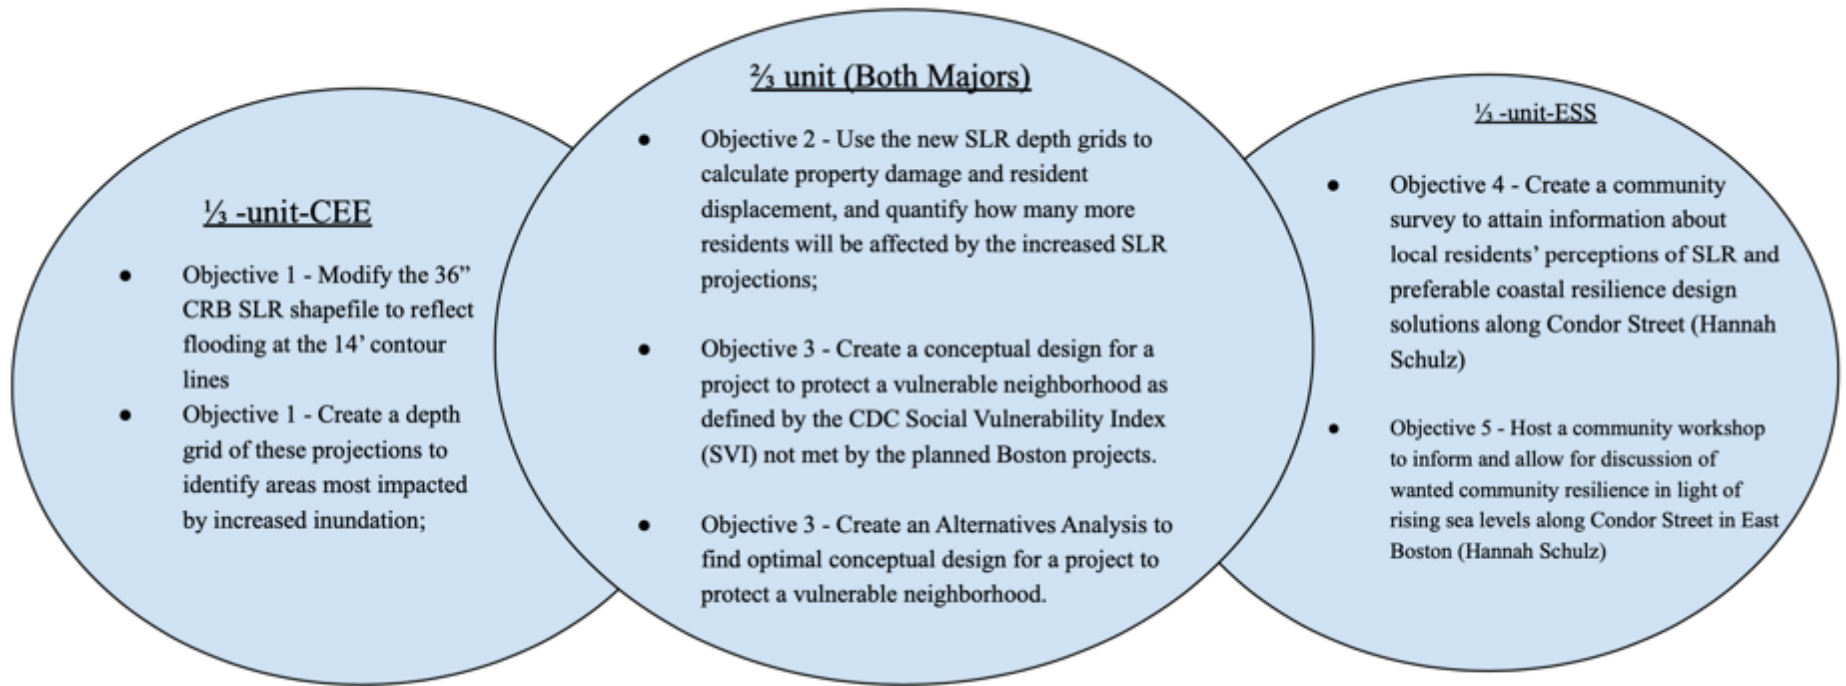 ⅓ -unit-CEE
● Objective 1 - Modify the 36”
CRB SLR shapefile to reflect
flooding at the 14’ contour
lines
● Objective 1 - Create a depth
grid of these projections to
identify areas most impacted
by increased inundation;
⅔ unit (Both Majors)
● Objective 2 - Use the new SLR depth grids to
calculate property damage and resident
displacement, and quantify how many more
residents will be affected by the increased SLR
projections;
● Objective 3 - Create a conceptual design for a
project to protect a vulnerable neighborhood as
defined by the CDC Social Vulnerability Index
(SVI) not met by the planned Boston projects.
● Objective 3 - Create an Alternatives Analysis to
find optimal conceptual design for a project to
protect a vulnerable neighborhood.
⅓ -unit-ESS
● Objective 4 - Create a community
survey to attain information about
local residents’ perceptions of SLR and
preferable coastal resilience design
solutions along Condor Street (Hannah
Schulz)
● Objective 5 - Host a community workshop
to inform and allow for discussion of
wanted community resilience in light of
rising sea levels along Condor Street in East
Boston (Hannah Schulz)